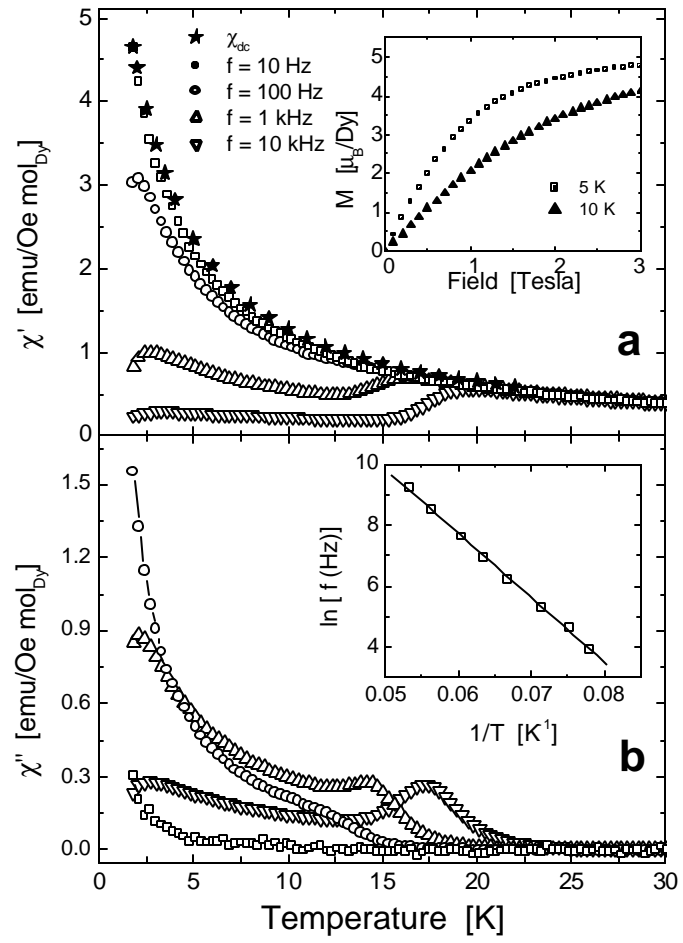 a
5
4
3
2
1
0
χ' [emu/Oe mol_Dy]
χ_dc
f = 10 Hz
f = 100 Hz
f = 1 kHz
f = 10 kHz
5
4
3
2
1
0
M [μ_B/Dy]
5 K
10 K
0 1 2 3
Field [Tesla]
1.5
1.2
0.9
0.6
0.3
0.0
χ'' [emu/Oe mol_Dy]
10
8
6
4
ln [ f (Hz)]
0.05 0.06 0.07 0.08
1/T [K^-1]
b
0 5 10 15 20 25 30
Temperature [K]